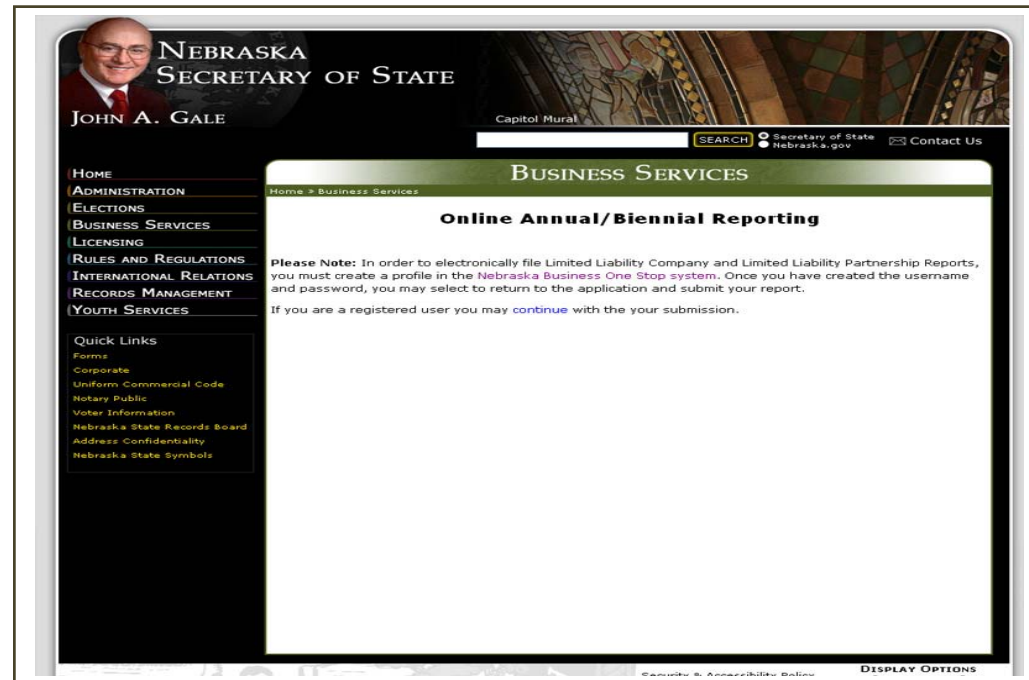 NEBRASKA
SECRETARY OF STATE
JOHN A. GALE
Capitol Mural
SEARCH
Secretary of State
Nebraska.gov
Contact Us
HOME
ADMINISTRATION
ELECTIONS
BUSINESS SERVICES
LICENSING
RULES AND REGULATIONS
INTERNATIONAL RELATIONS
RECORDS MANAGEMENT
YOUTH SERVICES
Quick Links
Forms
Corporate
Uniform Commercial Code
Notary Public
Voter Information
Nebraska State Records Board
Address Confidentiality
Nebraska State Symbols
BUSINESS SERVICES
Home > Business Services
Online Annual/Biennial Reporting
Please Note: In order to electronically file Limited Liability Company and Limited Liability Partnership Reports,
you must create a profile in the Nebraska Business One Stop system. Once you have created the username
and password, you may select to return to the application and submit your report.
If you are a registered user you may continue with the your submission.
Security & Accessibility Policy
DISPLAY OPTIONS